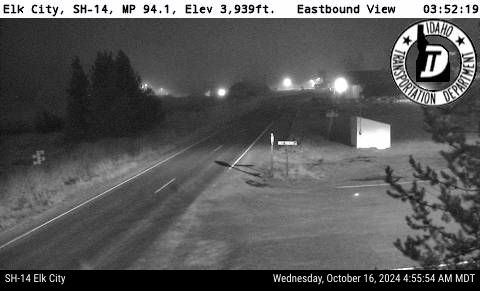 Elk City, SH-14, MP 94.1, Elev 3,939ft.   Eastbound View   03:52:19
IDAHO
TRANSPORTATION DEPARTMENT
SH-14 Elk City
Wednesday, October 16, 2024 4:55:54 AM MDT